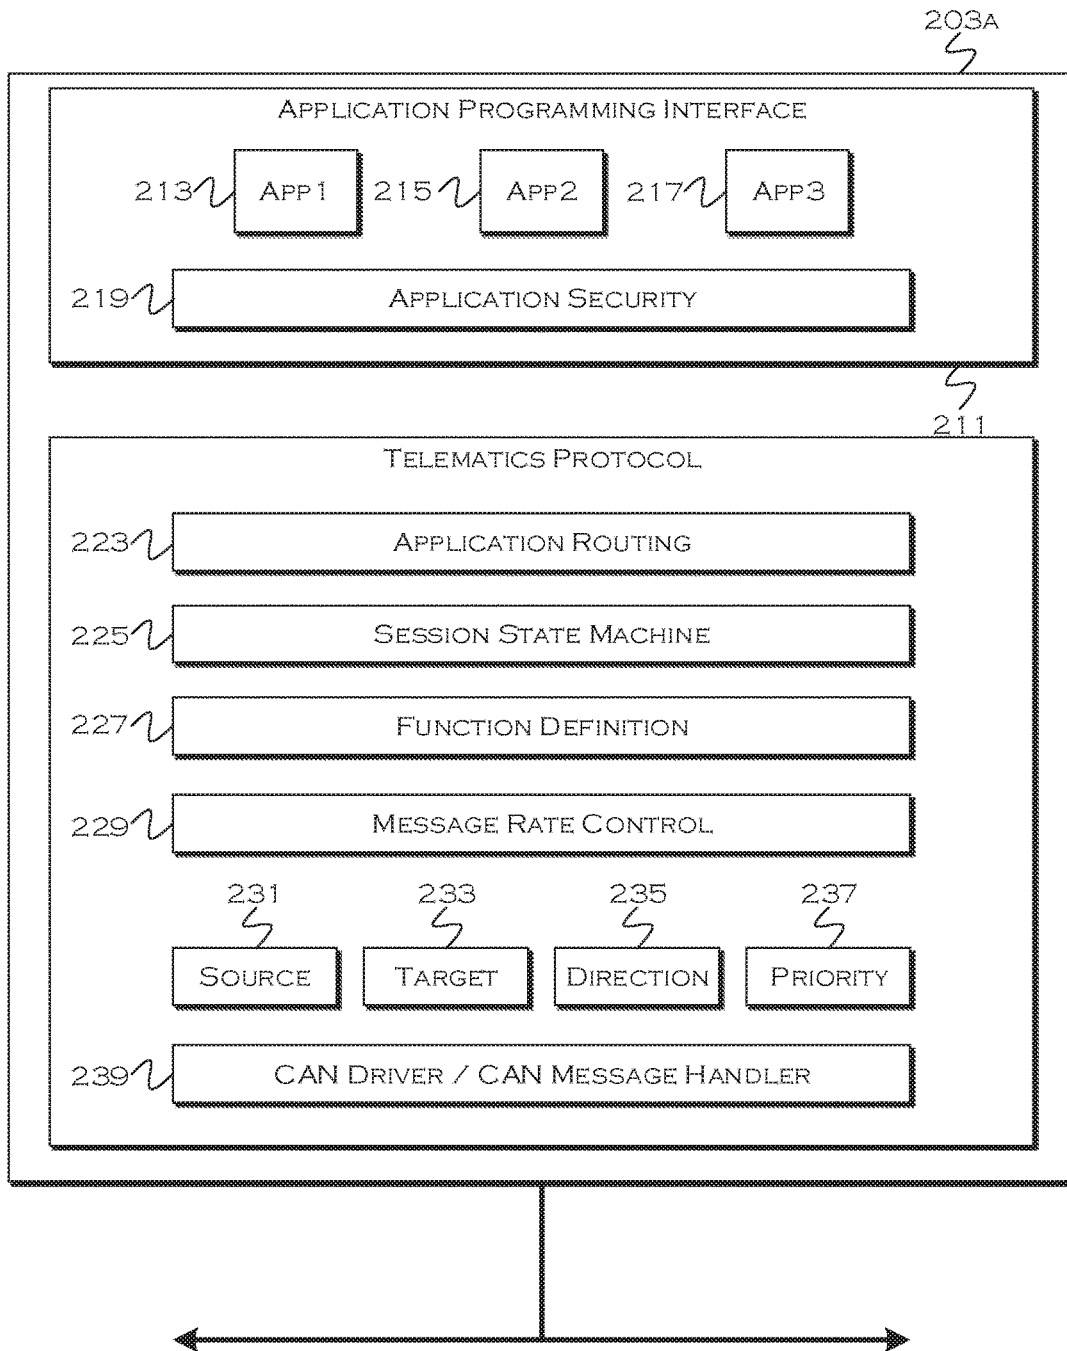 203A
APPLICATION PROGRAMMING INTERFACE
213 APP1 215 APP2 217 APP3
219 APPLICATION SECURITY
211
TELEMATICS PROTOCOL
223 APPLICATION ROUTING
225 SESSION STATE MACHINE
227 FUNCTION DEFINITION
229 MESSAGE RATE CONTROL
231 233 235 237
SOURCE TARGET DIRECTION PRIORITY
239 CAN DRIVER / CAN MESSAGE HANDLER